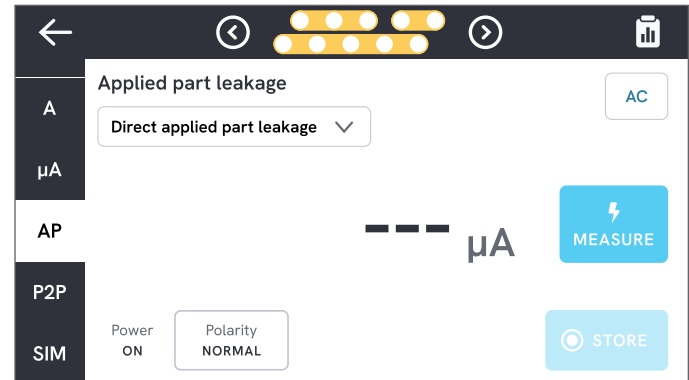 Applied part leakage
AC
Direct applied part leakage
A
µA
AP
P2P
SIM
--- µA
MEASURE
Power
ON
Polarity
NORMAL
STORE